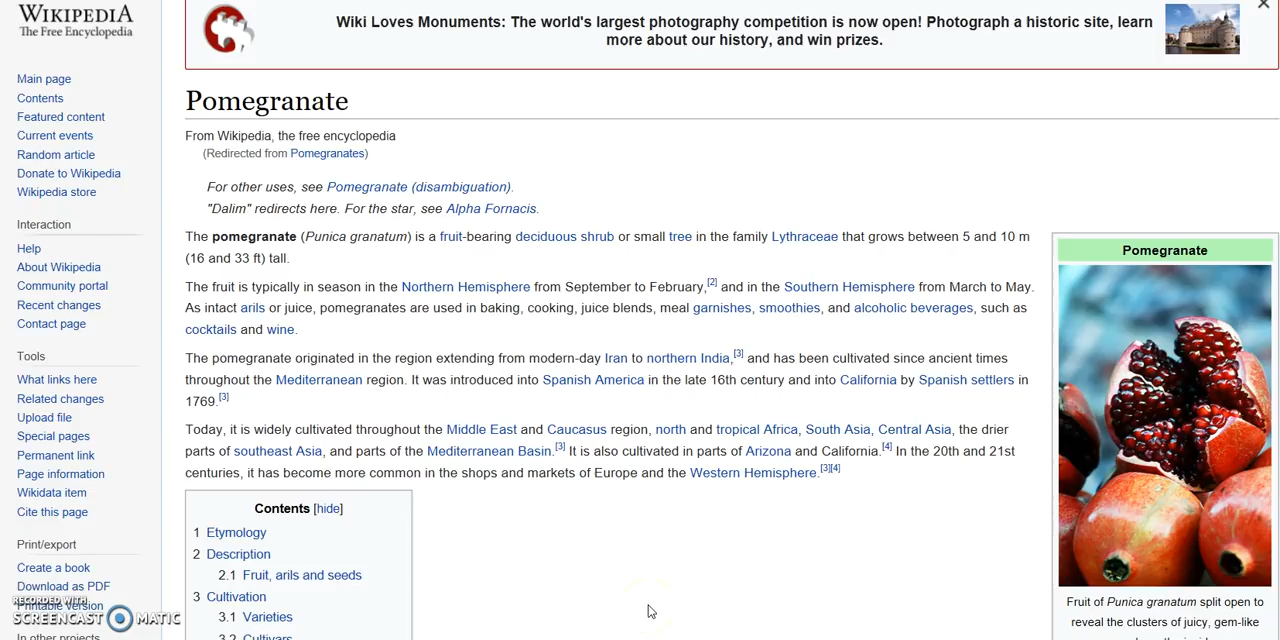 WIKIPEDIA
The Free Encyclopedia
Main page
Contents
Featured content
Current events
Random article
Donate to Wikipedia
Wikipedia store
Interaction
Help
About Wikipedia
Community portal
Recent changes
Contact page
Tools
What links here
Related changes
Upload file
Special pages
Permanent link
Page information
Wikidata item
Cite this page
Print/export
Create a book
Download as PDF
Printable version
In other projects
RECORDED WITH
SCREENCAST MATIC
Wiki Loves Monuments: The world's largest photography competition is now open! Photograph a historic site, learn
more about our history, and win prizes.
Pomegranate
From Wikipedia, the free encyclopedia
(Redirected from Pomegranates)
For other uses, see Pomegranate (disambiguation).
"Dalim" redirects here. For the star, see Alpha Fornacis.
The pomegranate (Punica granatum) is a fruit-bearing deciduous shrub or small tree in the family Lythraceae that grows between 5 and 10 m
(16 and 33 ft) tall.
The fruit is typically in season in the Northern Hemisphere from September to February,[2] and in the Southern Hemisphere from March to May.
As intact arils or juice, pomegranates are used in baking, cooking, juice blends, meal garnishes, smoothies, and alcoholic beverages, such as
cocktails and wine.
The pomegranate originated in the region extending from modern-day Iran to northern India,[3] and has been cultivated since ancient times
throughout the Mediterranean region. It was introduced into Spanish America in the late 16th century and into California by Spanish settlers in
1769.[3]
Today, it is widely cultivated throughout the Middle East and Caucasus region, north and tropical Africa, South Asia, Central Asia, the drier
parts of southeast Asia, and parts of the Mediterranean Basin.[3] It is also cultivated in parts of Arizona and California.[4] In the 20th and 21st
centuries, it has become more common in the shops and markets of Europe and the Western Hemisphere.[3][4]
Contents [hide]
1 Etymology
2 Description
2.1 Fruit, arils and seeds
3 Cultivation
3.1 Varieties
3.2 Cultivars
Pomegranate
Fruit of Punica granatum split open to
reveal the clusters of juicy, gem-like